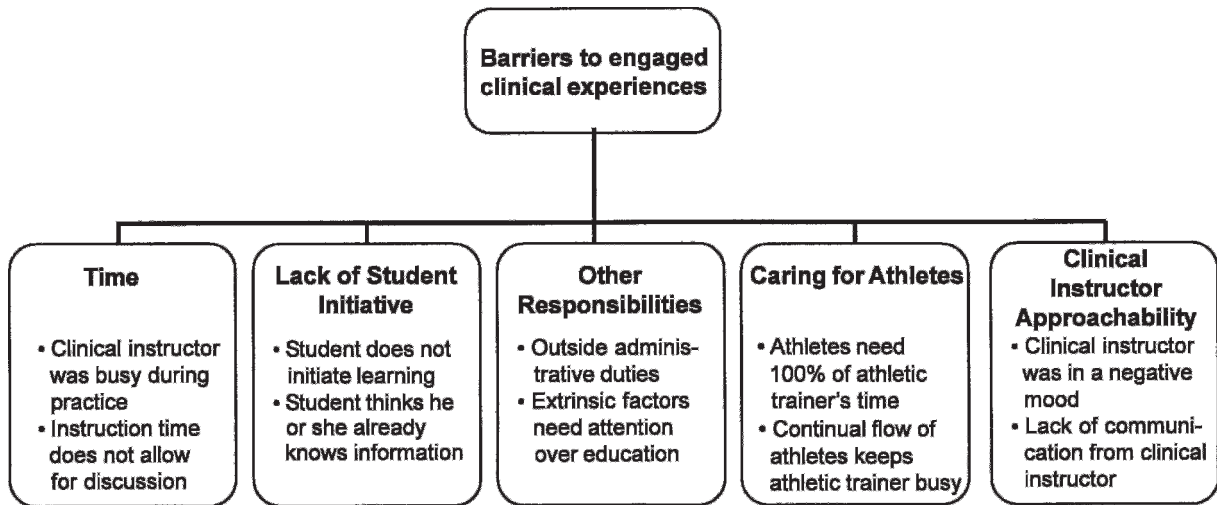 Barriers to engaged
clinical experiences
Time
• Clinical instructor
was busy during
practice
• Instruction time
does not allow
for discussion
Lack of Student
Initiative
• Student does not
initiate learning
• Student thinks he
or she already
knows information
Other
Responsibilities
• Outside adminis-
trative duties
• Extrinsic factors
need attention
over education
Caring for Athletes
• Athletes need
100% of athletic
trainer's time
• Continual flow of
athletes keeps
athletic trainer busy
Clinical
Instructor
Approachability
• Clinical instructor
was in a negative
mood
• Lack of communi-
cation from clinical
instructor